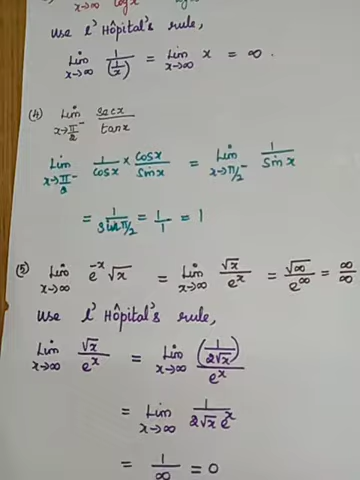 x→∞ log x
Use l' Hôpital's rule,
Lim x→∞ 1/(1/x) = Lim x→∞ x = ∞.
(4) Lim x→π/2⁻ sec x/tan x
Lim x→π/2⁻ 1/cos x × cos x/sin x = Lim x→π/2⁻ 1/sin x
= 1/sin π/2 = 1/1 = 1
(5) Lim x→∞ e⁻ˣ √x = Lim x→∞ √x/eˣ = √∞/e^∞ = ∞/∞
Use l' Hôpital's rule,
Lim x→∞ √x/eˣ = Lim x→∞ (1/2√x)/eˣ
= Lim x→∞ 1/2√x eˣ
= 1/∞ = 0